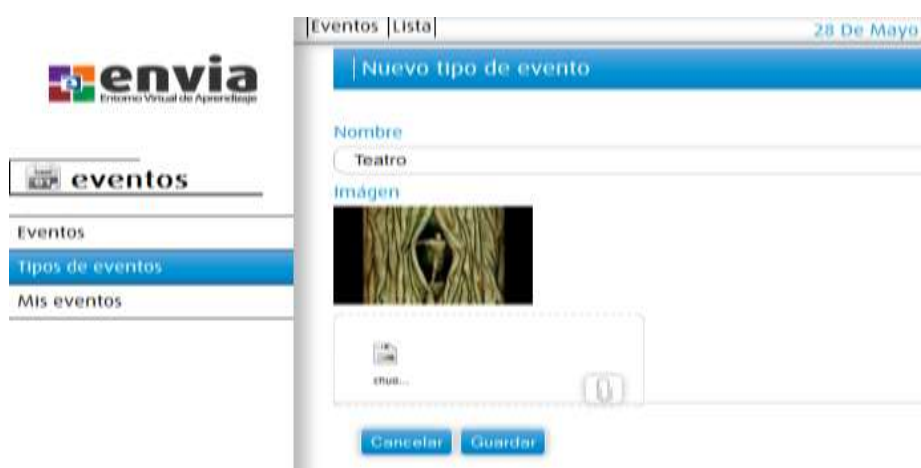 Eventos Lista
28 De Mayo
envia
Entorno Virtual de Aprendizaje
Nuevo tipo de evento
Nombre
Teatro
eventos
Imágen
Eventos
Tipos de eventos
Mis eventos
Cancelar Guardar